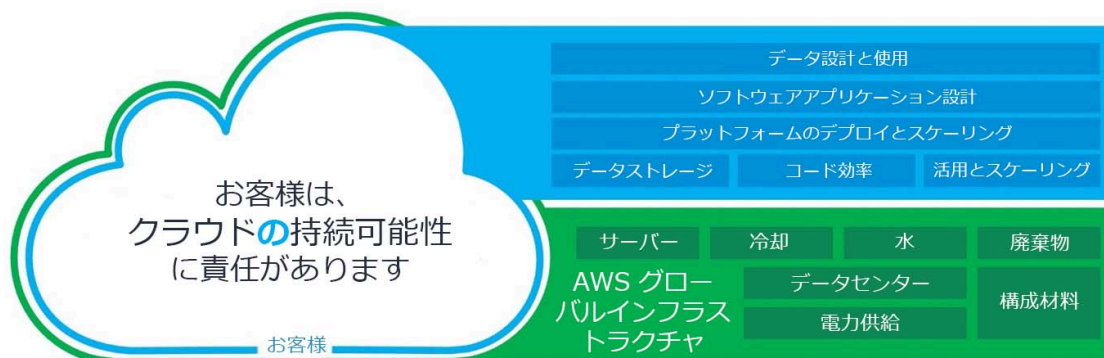 お客様は、
クラウドの持続可能性
に責任があります
お客様
データ設計と使用
ソフトウェアアプリケーション設計
プラットフォームのデプロイとスケーリング
データストレージ
コード効率
活用とスケーリング
サーバー
冷却
水
廃棄物
AWS グロー
バルインフラス
トラクチャ
データセンター
電力供給
構成材料